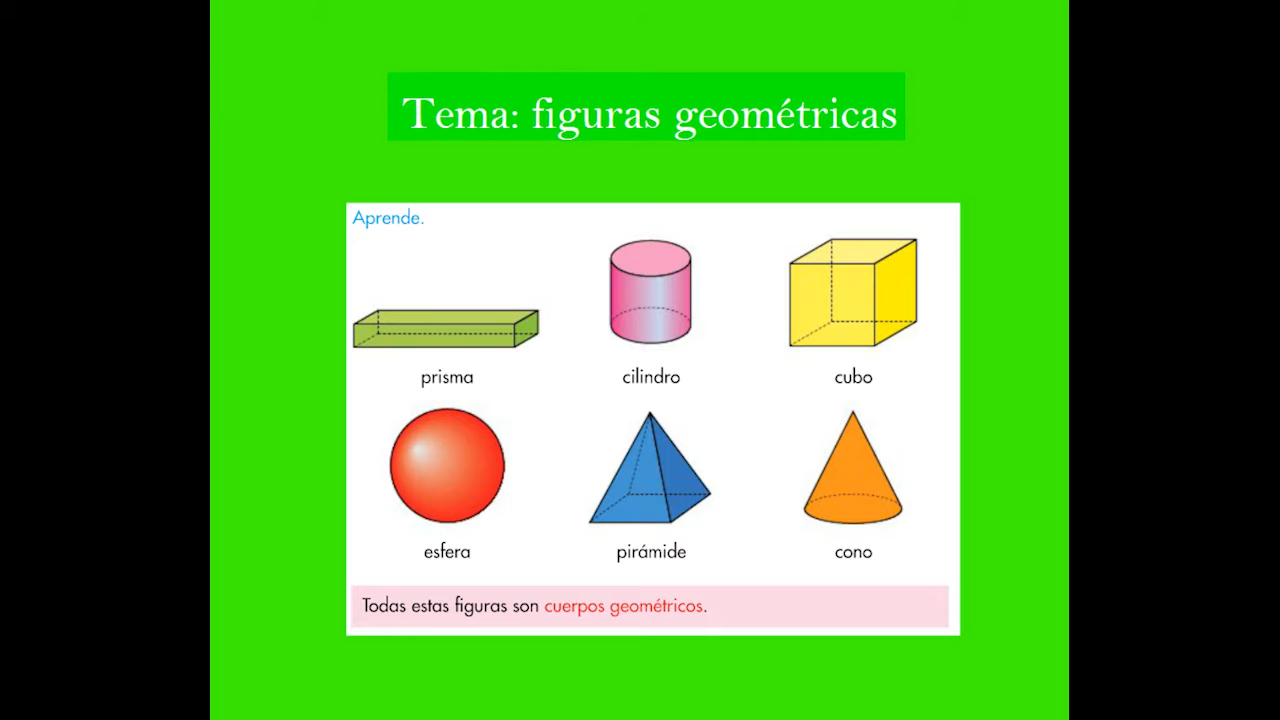 Tema: figuras geométricas
Aprende.
prisma
cilindro
cubo
esfera
pirámide
cono
Todas estas figuras son cuerpos geométricos.